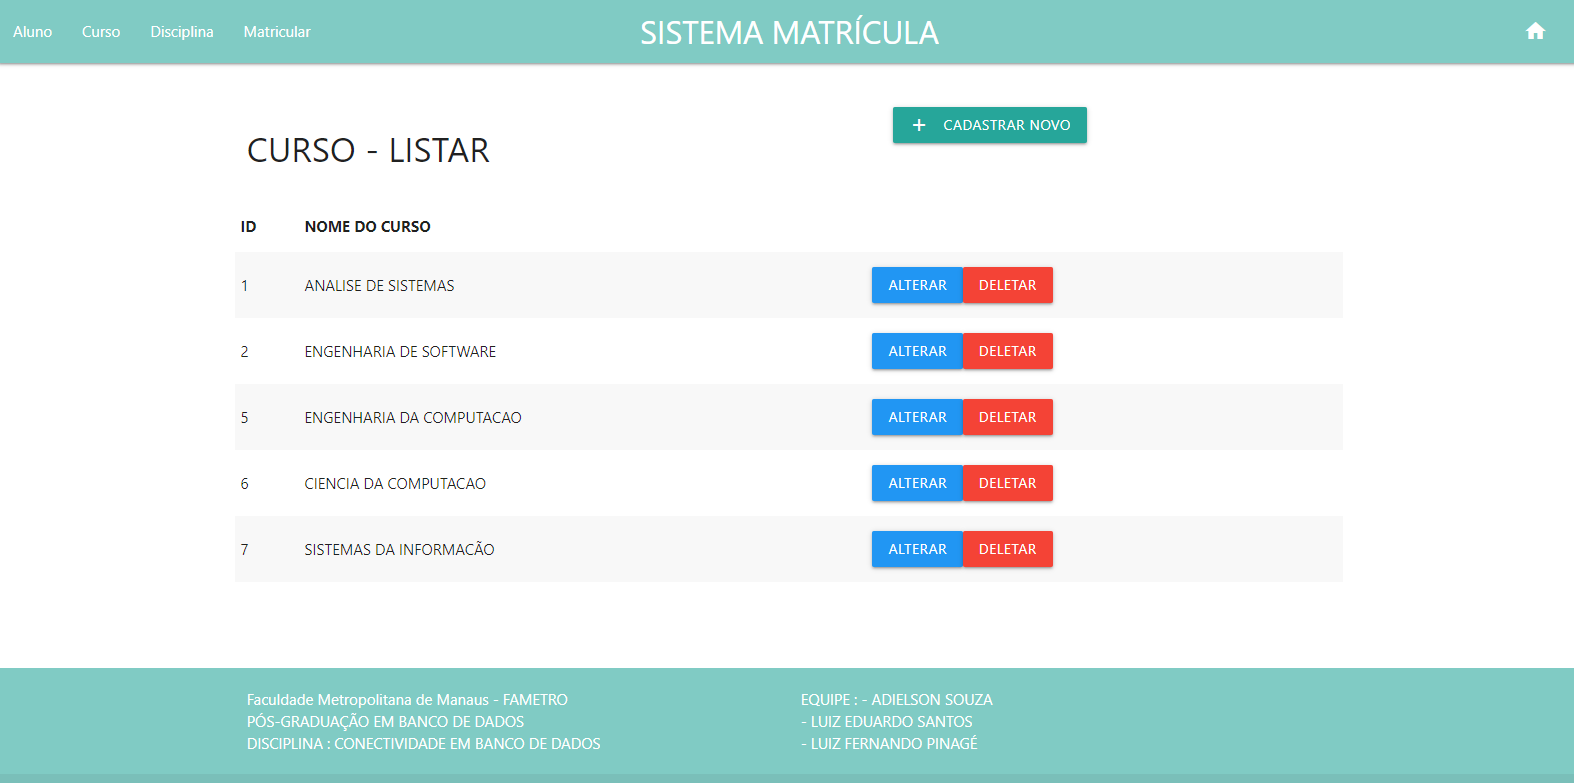 Aluno Curso Disciplina Matricular SISTEMA MATRÍCULA
CADASTRAR NOVO
CURSO - LISTAR
ID NOME DO CURSO
1 ANALISE DE SISTEMAS ALTERAR DELETAR
2 ENGENHARIA DE SOFTWARE ALTERAR DELETAR
5 ENGENHARIA DA COMPUTACAO ALTERAR DELETAR
6 CIENCIA DA COMPUTACAO ALTERAR DELETAR
7 SISTEMAS DA INFORMACÃO ALTERAR DELETAR
Faculdade Metropolitana de Manaus - FAMETRO
PÓS-GRADUAÇÃO EM BANCO DE DADOS
DISCIPLINA : CONECTIVIDADE EM BANCO DE DADOS
EQUIPE : - ADIELSON SOUZA
- LUIZ EDUARDO SANTOS
- LUIZ FERNANDO PINAGÉ